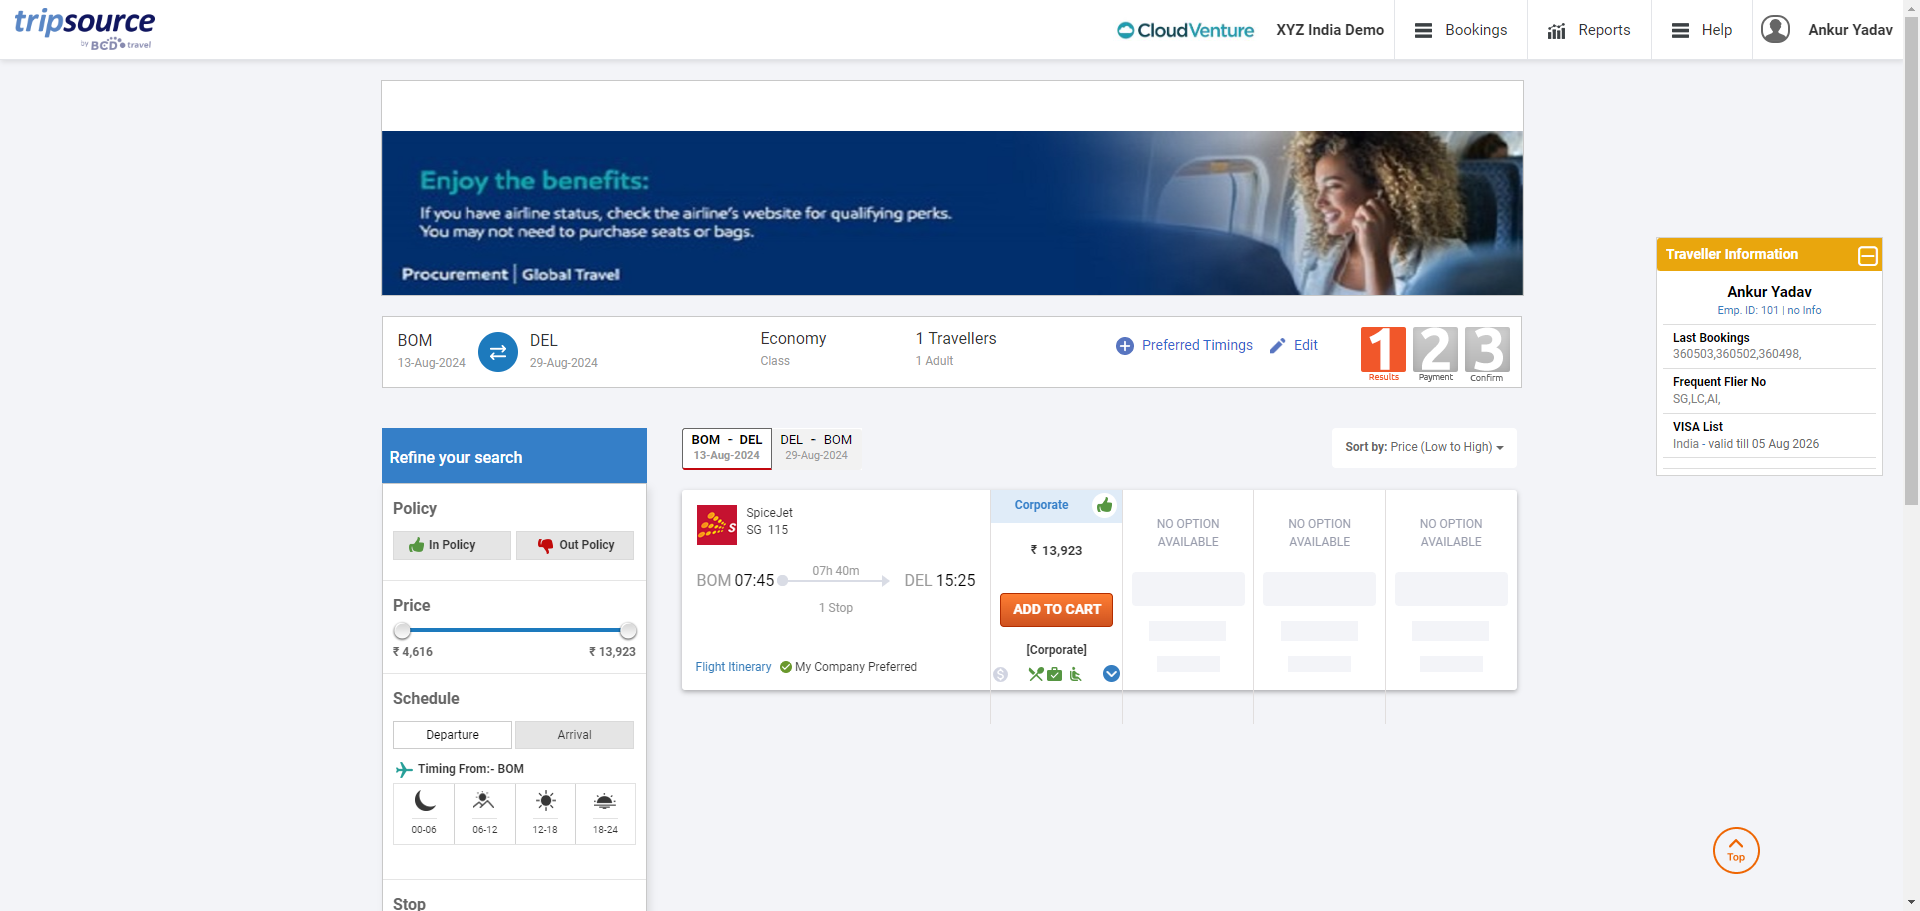 tripsource
by BCD travel
CloudVenture
XYZ India Demo
Bookings
Reports
Help
Ankur Yadav
Enjoy the benefits:
If you have airline status, check the airline's website for qualifying perks.
You may not need to purchase seats or bags.
Procurement | Global Travel
BOM
13-Aug-2024
DEL
29-Aug-2024
Economy
Class
1 Travellers
1 Adult
Preferred Timings
Edit
1
Results
2
Payment
3
Confirm
Traveller Information
Ankur Yadav
Emp. ID: 101 | no Info
Last Bookings
360503,360502,360498,
Frequent Flier No
SG,LC,AI,
VISA List
India - valid till 05 Aug 2026
Refine your search
Policy
In Policy
Out Policy
Price
₹ 4,616
₹ 13,923
Schedule
Departure
Arrival
Timing From:- BOM
00-06
06-12
12-18
18-24
Stop
BOM - DEL
13-Aug-2024
DEL - BOM
29-Aug-2024
Sort by: Price (Low to High)
SpiceJet
SG 115
BOM 07:45
07h 40m
DEL 15:25
1 Stop
Flight Itinerary
My Company Preferred
Corporate
₹ 13,923
ADD TO CART
[Corporate]
NO OPTION
AVAILABLE
NO OPTION
AVAILABLE
NO OPTION
AVAILABLE
Top